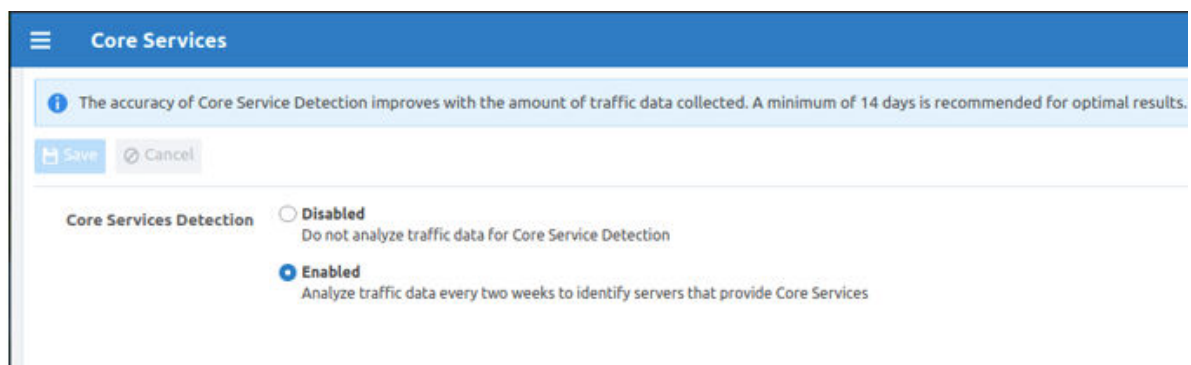 Core Services
The accuracy of Core Service Detection improves with the amount of traffic data collected. A minimum of 14 days is recommended for optimal results.
Save Cancel
Core Services Detection Disabled
Do not analyze traffic data for Core Service Detection
Enabled
Analyze traffic data every two weeks to identify servers that provide Core Services